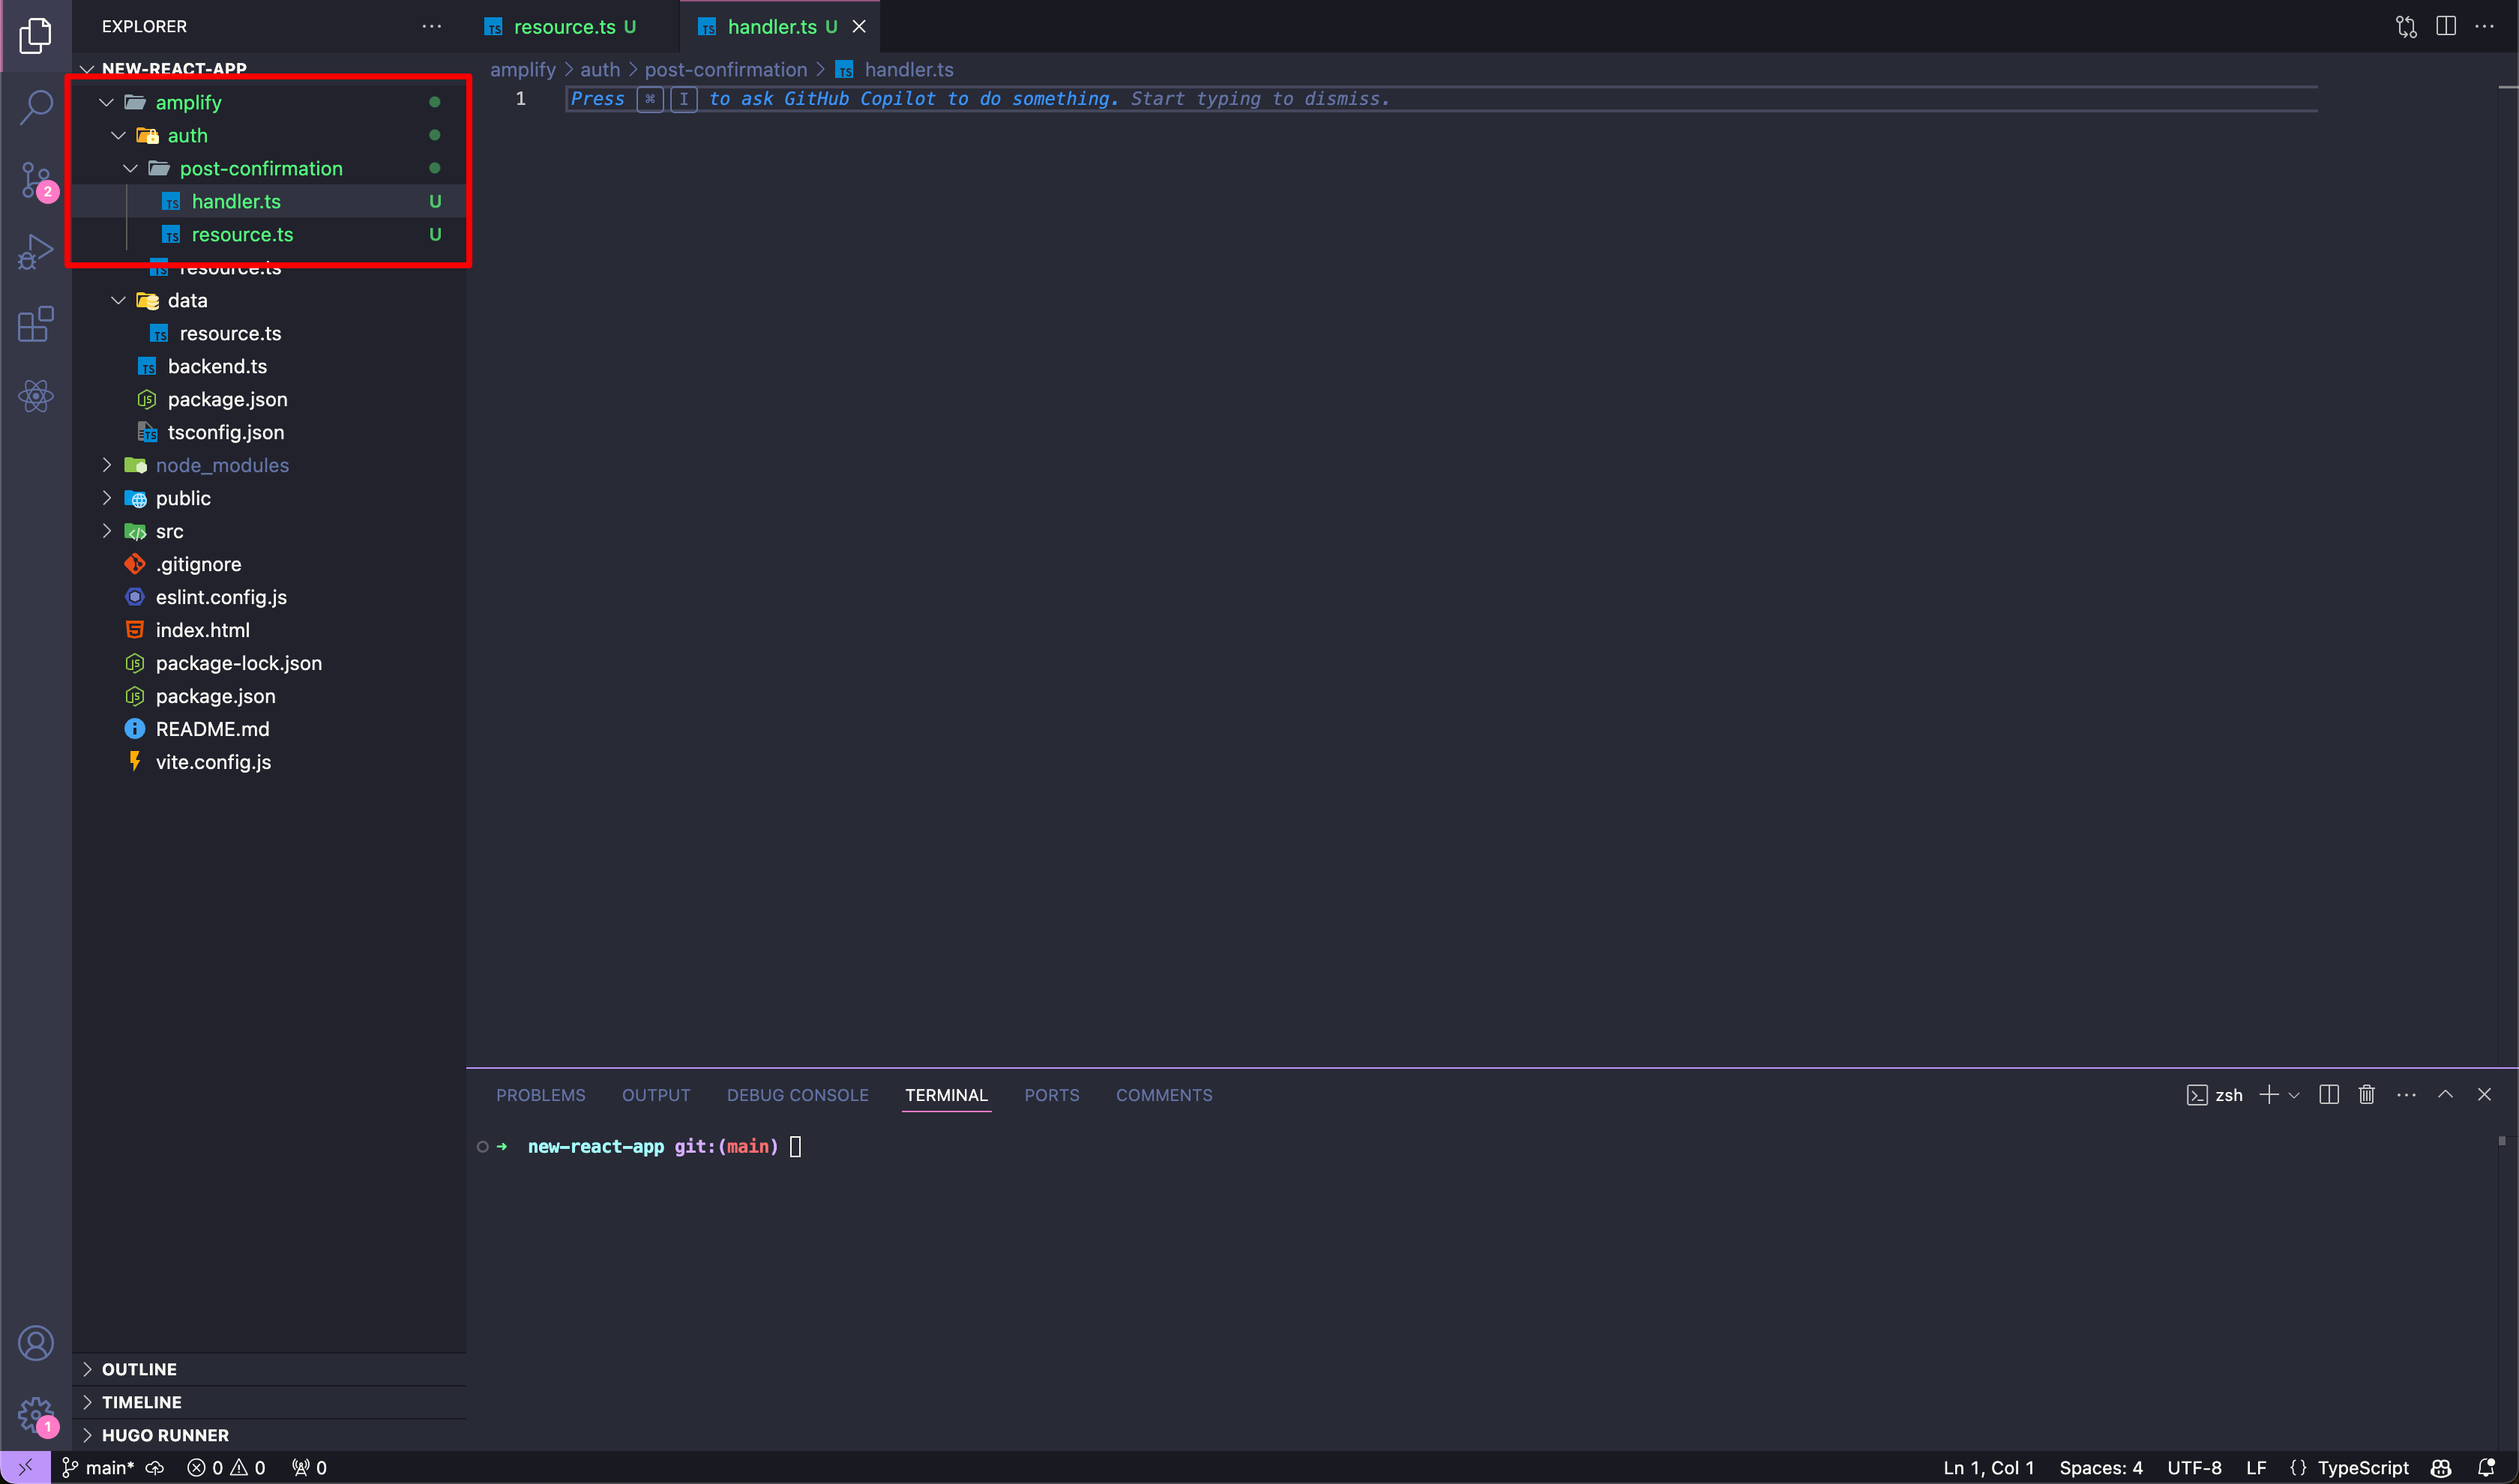 EXPLORER
resource.ts U
handler.ts U
NEW-REACT-APP
amplify
auth
post-confirmation
handler.ts U
resource.ts U
resource.ts
data
resource.ts
backend.ts
package.json
tsconfig.json
node_modules
public
src
.gitignore
eslint.config.js
index.html
package-lock.json
package.json
README.md
vite.config.js
OUTLINE
TIMELINE
HUGO RUNNER
2
1
amplify > auth > post-confirmation > TS handler.ts
1 Press ⌘ I to ask GitHub Copilot to do something. Start typing to dismiss.
PROBLEMS OUTPUT DEBUG CONSOLE TERMINAL PORTS COMMENTS zsh
→ new-react-app git:(main)
main* 0 0 0 Ln 1, Col 1 Spaces: 4 UTF-8 LF {} TypeScript